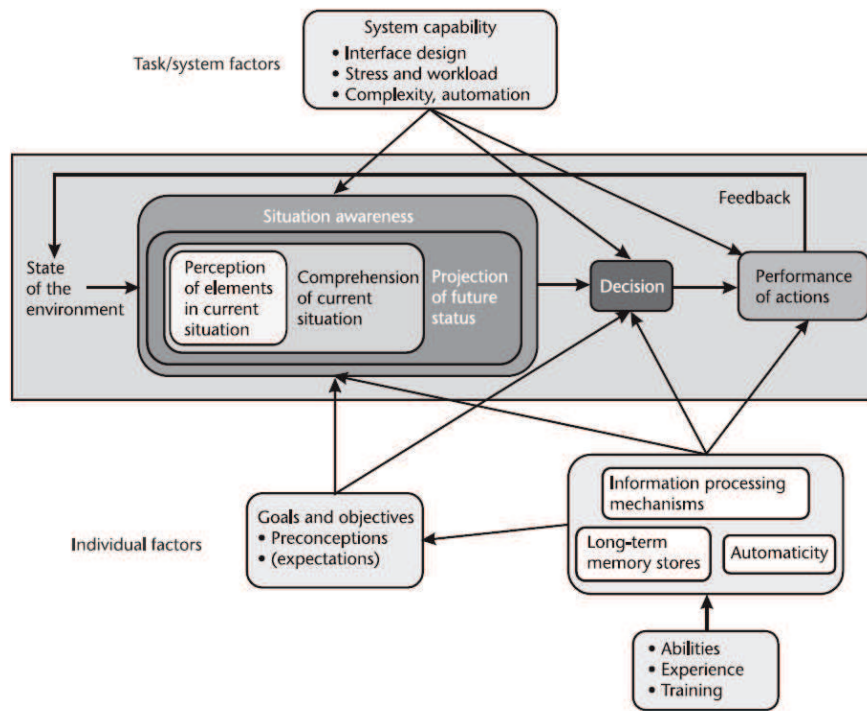 System capability
• Interface design
• Stress and workload
• Complexity, automation
Task/system factors
Feedback
Situation awareness
State
of the
environment
Perception
of elements
in current
situation
Comprehension
of current
situation
Projection
of future
status
Decision
Performance
of actions
Information processing
mechanisms
Goals and objectives
• Preconceptions
• (expectations)
Individual factors
Long-term
memory stores
Automaticity
• Abilities
• Experience
• Training